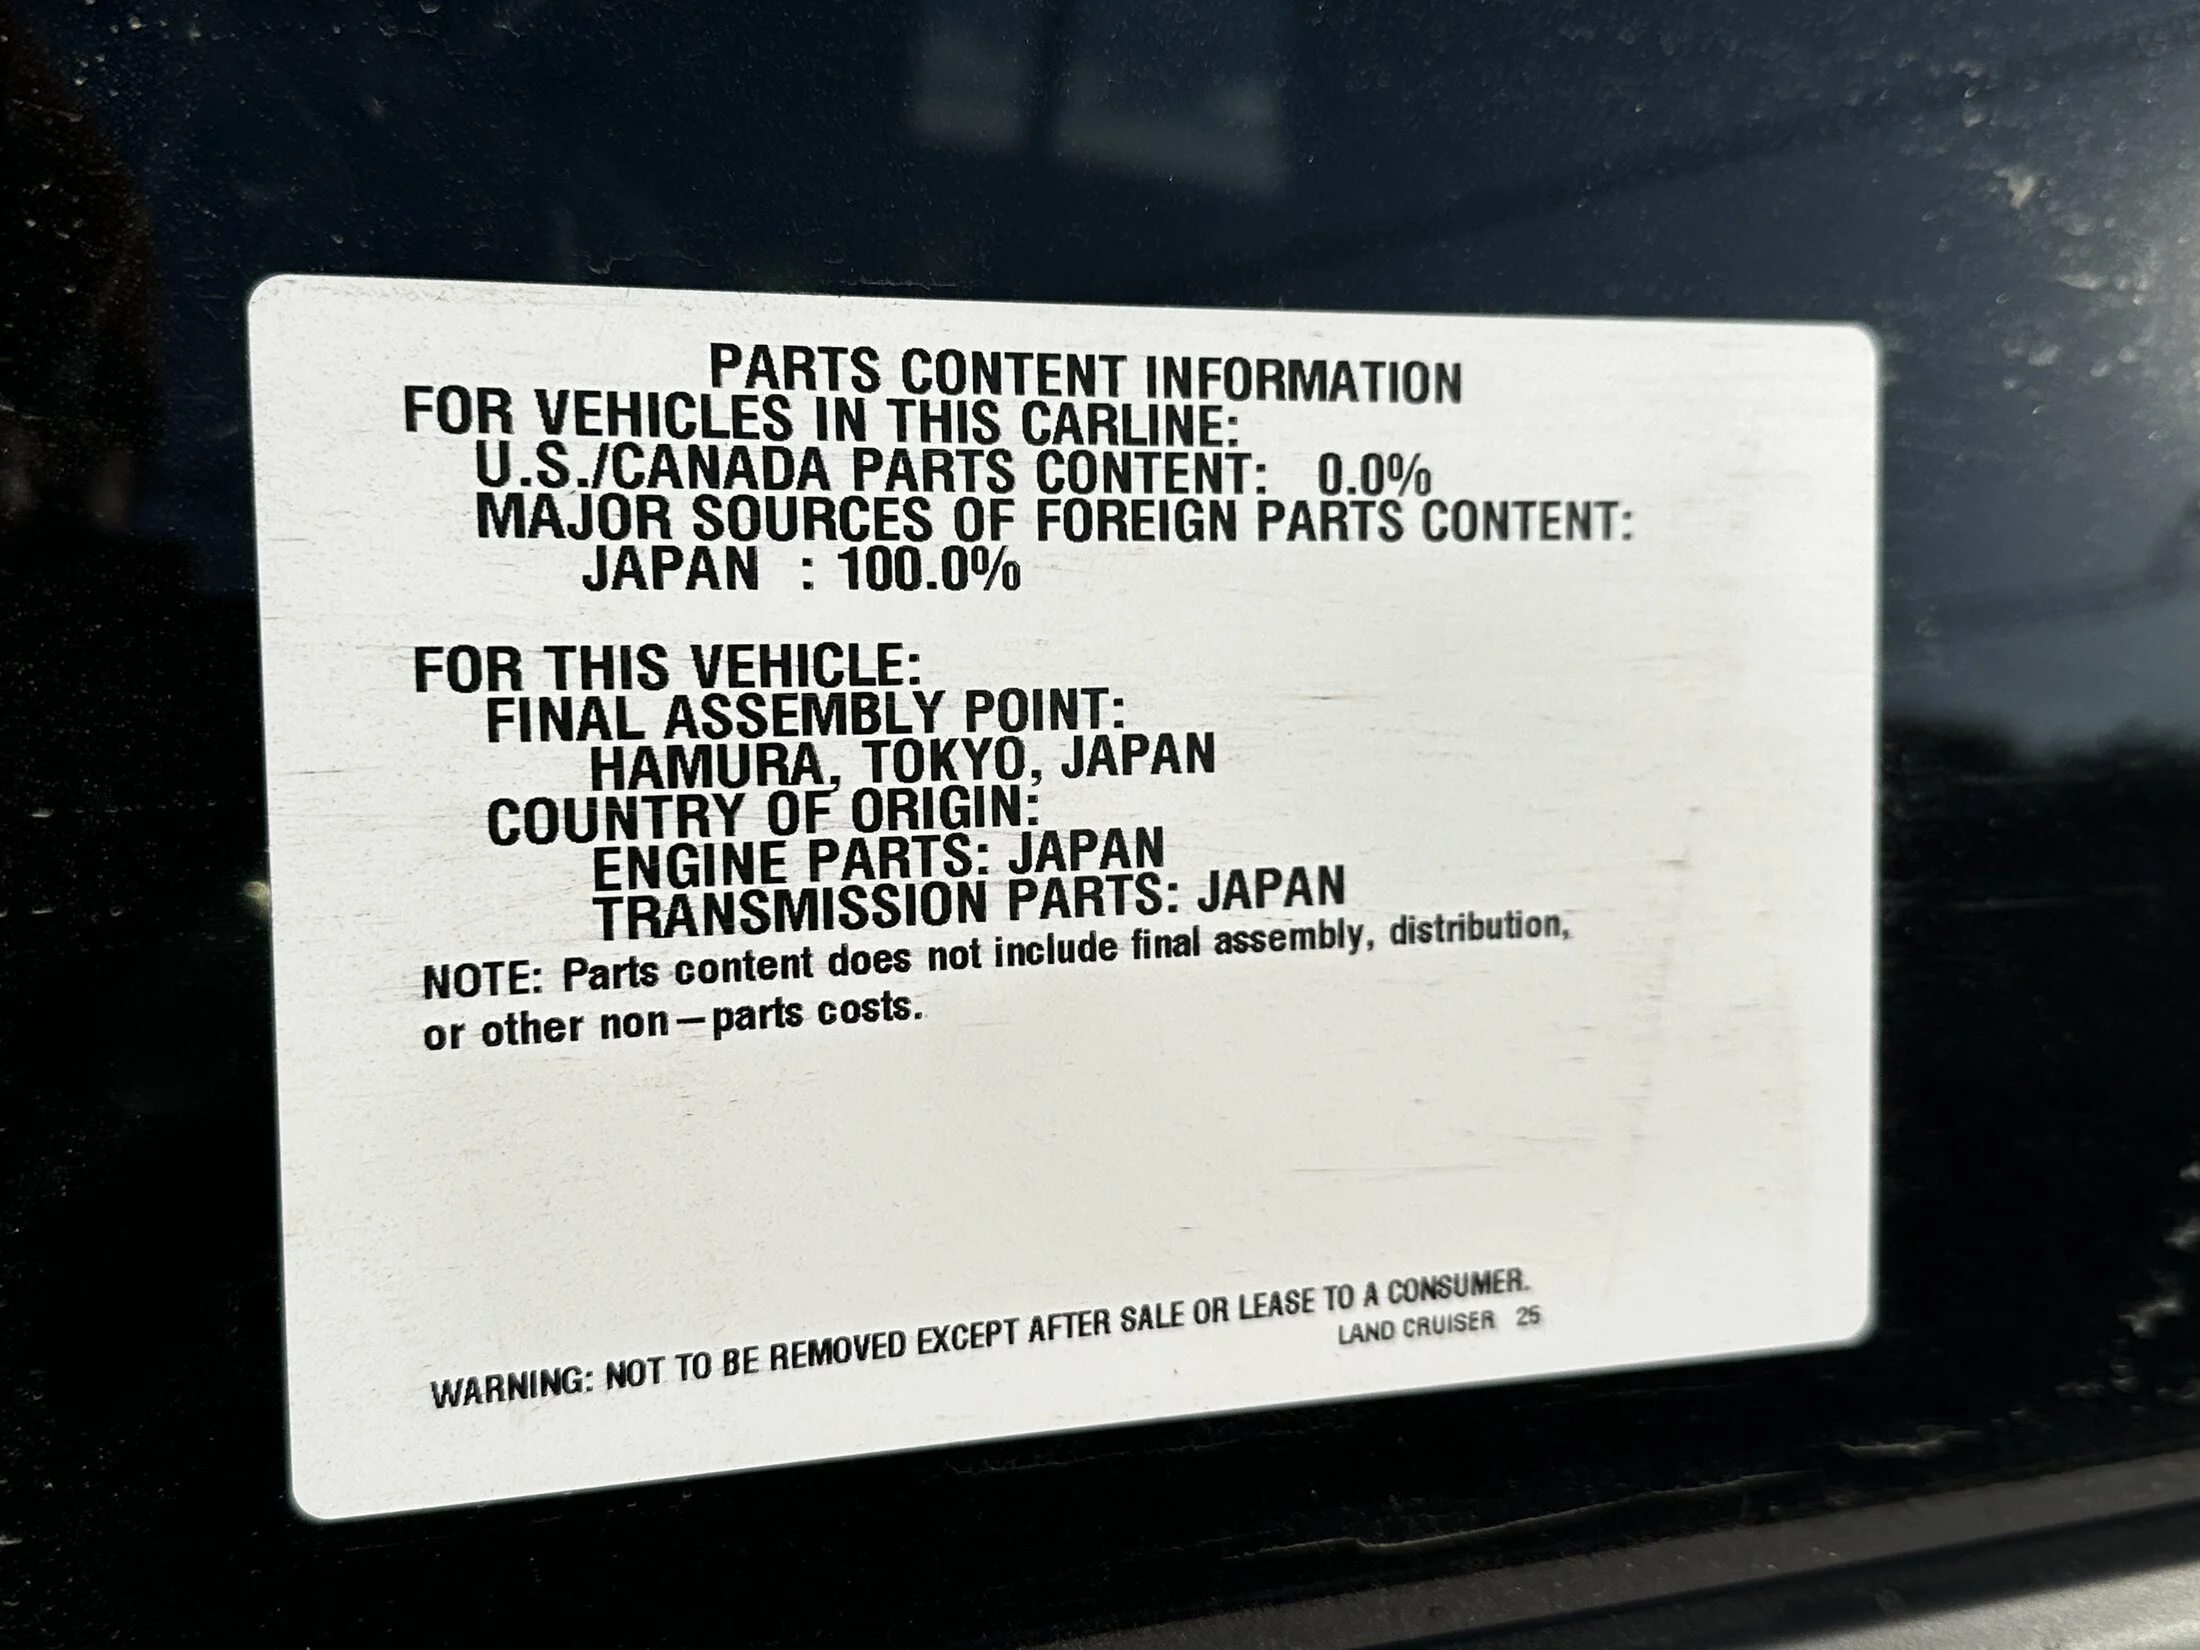 PARTS CONTENT INFORMATION
FOR VEHICLES IN THIS CARLINE:
U.S./CANADA PARTS CONTENT: 0.0%
MAJOR SOURCES OF FOREIGN PARTS CONTENT:
JAPAN : 100.0%
FOR THIS VEHICLE:
FINAL ASSEMBLY POINT:
HAMURA, TOKYO, JAPAN
COUNTRY OF ORIGIN:
ENGINE PARTS: JAPAN
TRANSMISSION PARTS: JAPAN
NOTE: Parts content does not include final assembly, distribution,
or other non—parts costs.
WARNING: NOT TO BE REMOVED EXCEPT AFTER SALE OR LEASE TO A CONSUMER.
LAND CRUISER 25